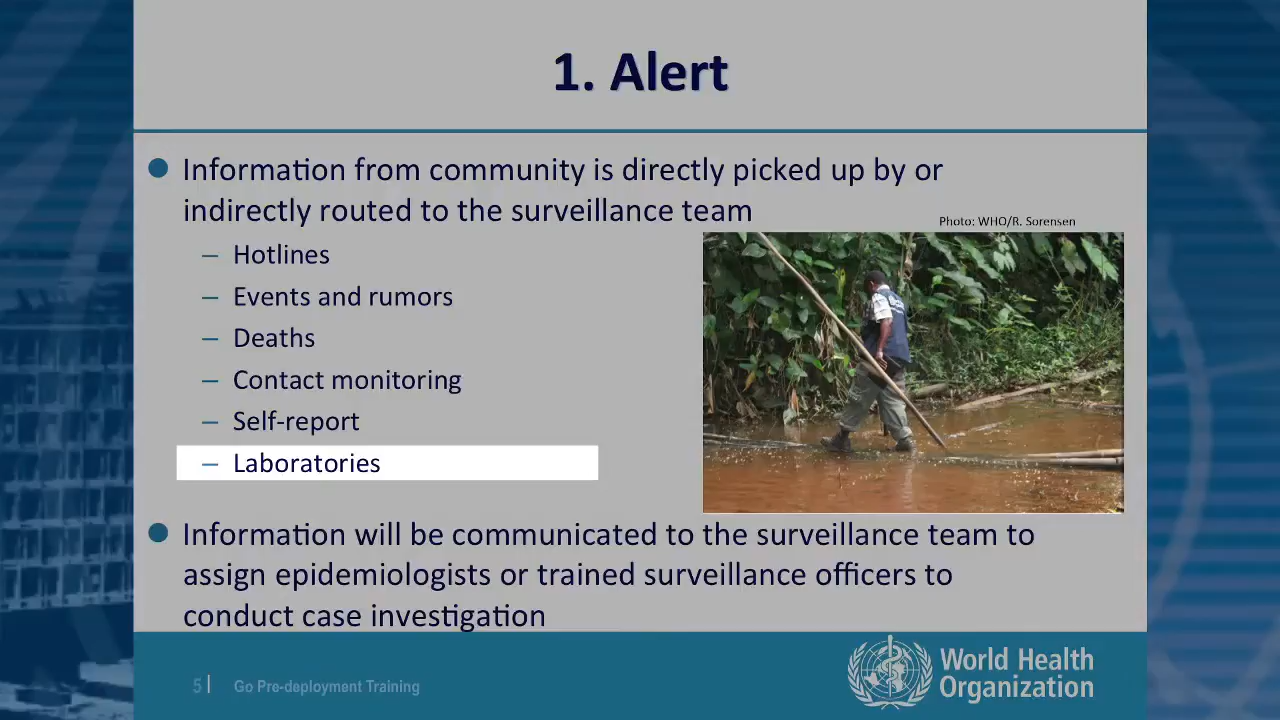 1. Alert
Information from community is directly picked up by or
indirectly routed to the surveillance team
Photo: WHO/R. Sorensen
– Hotlines
– Events and rumors
– Deaths
– Contact monitoring
– Self-report
– Laboratories
Information will be communicated to the surveillance team to
assign epidemiologists or trained surveillance officers to
conduct case investigation
5 | Go Pre-deployment Training
World Health
Organization